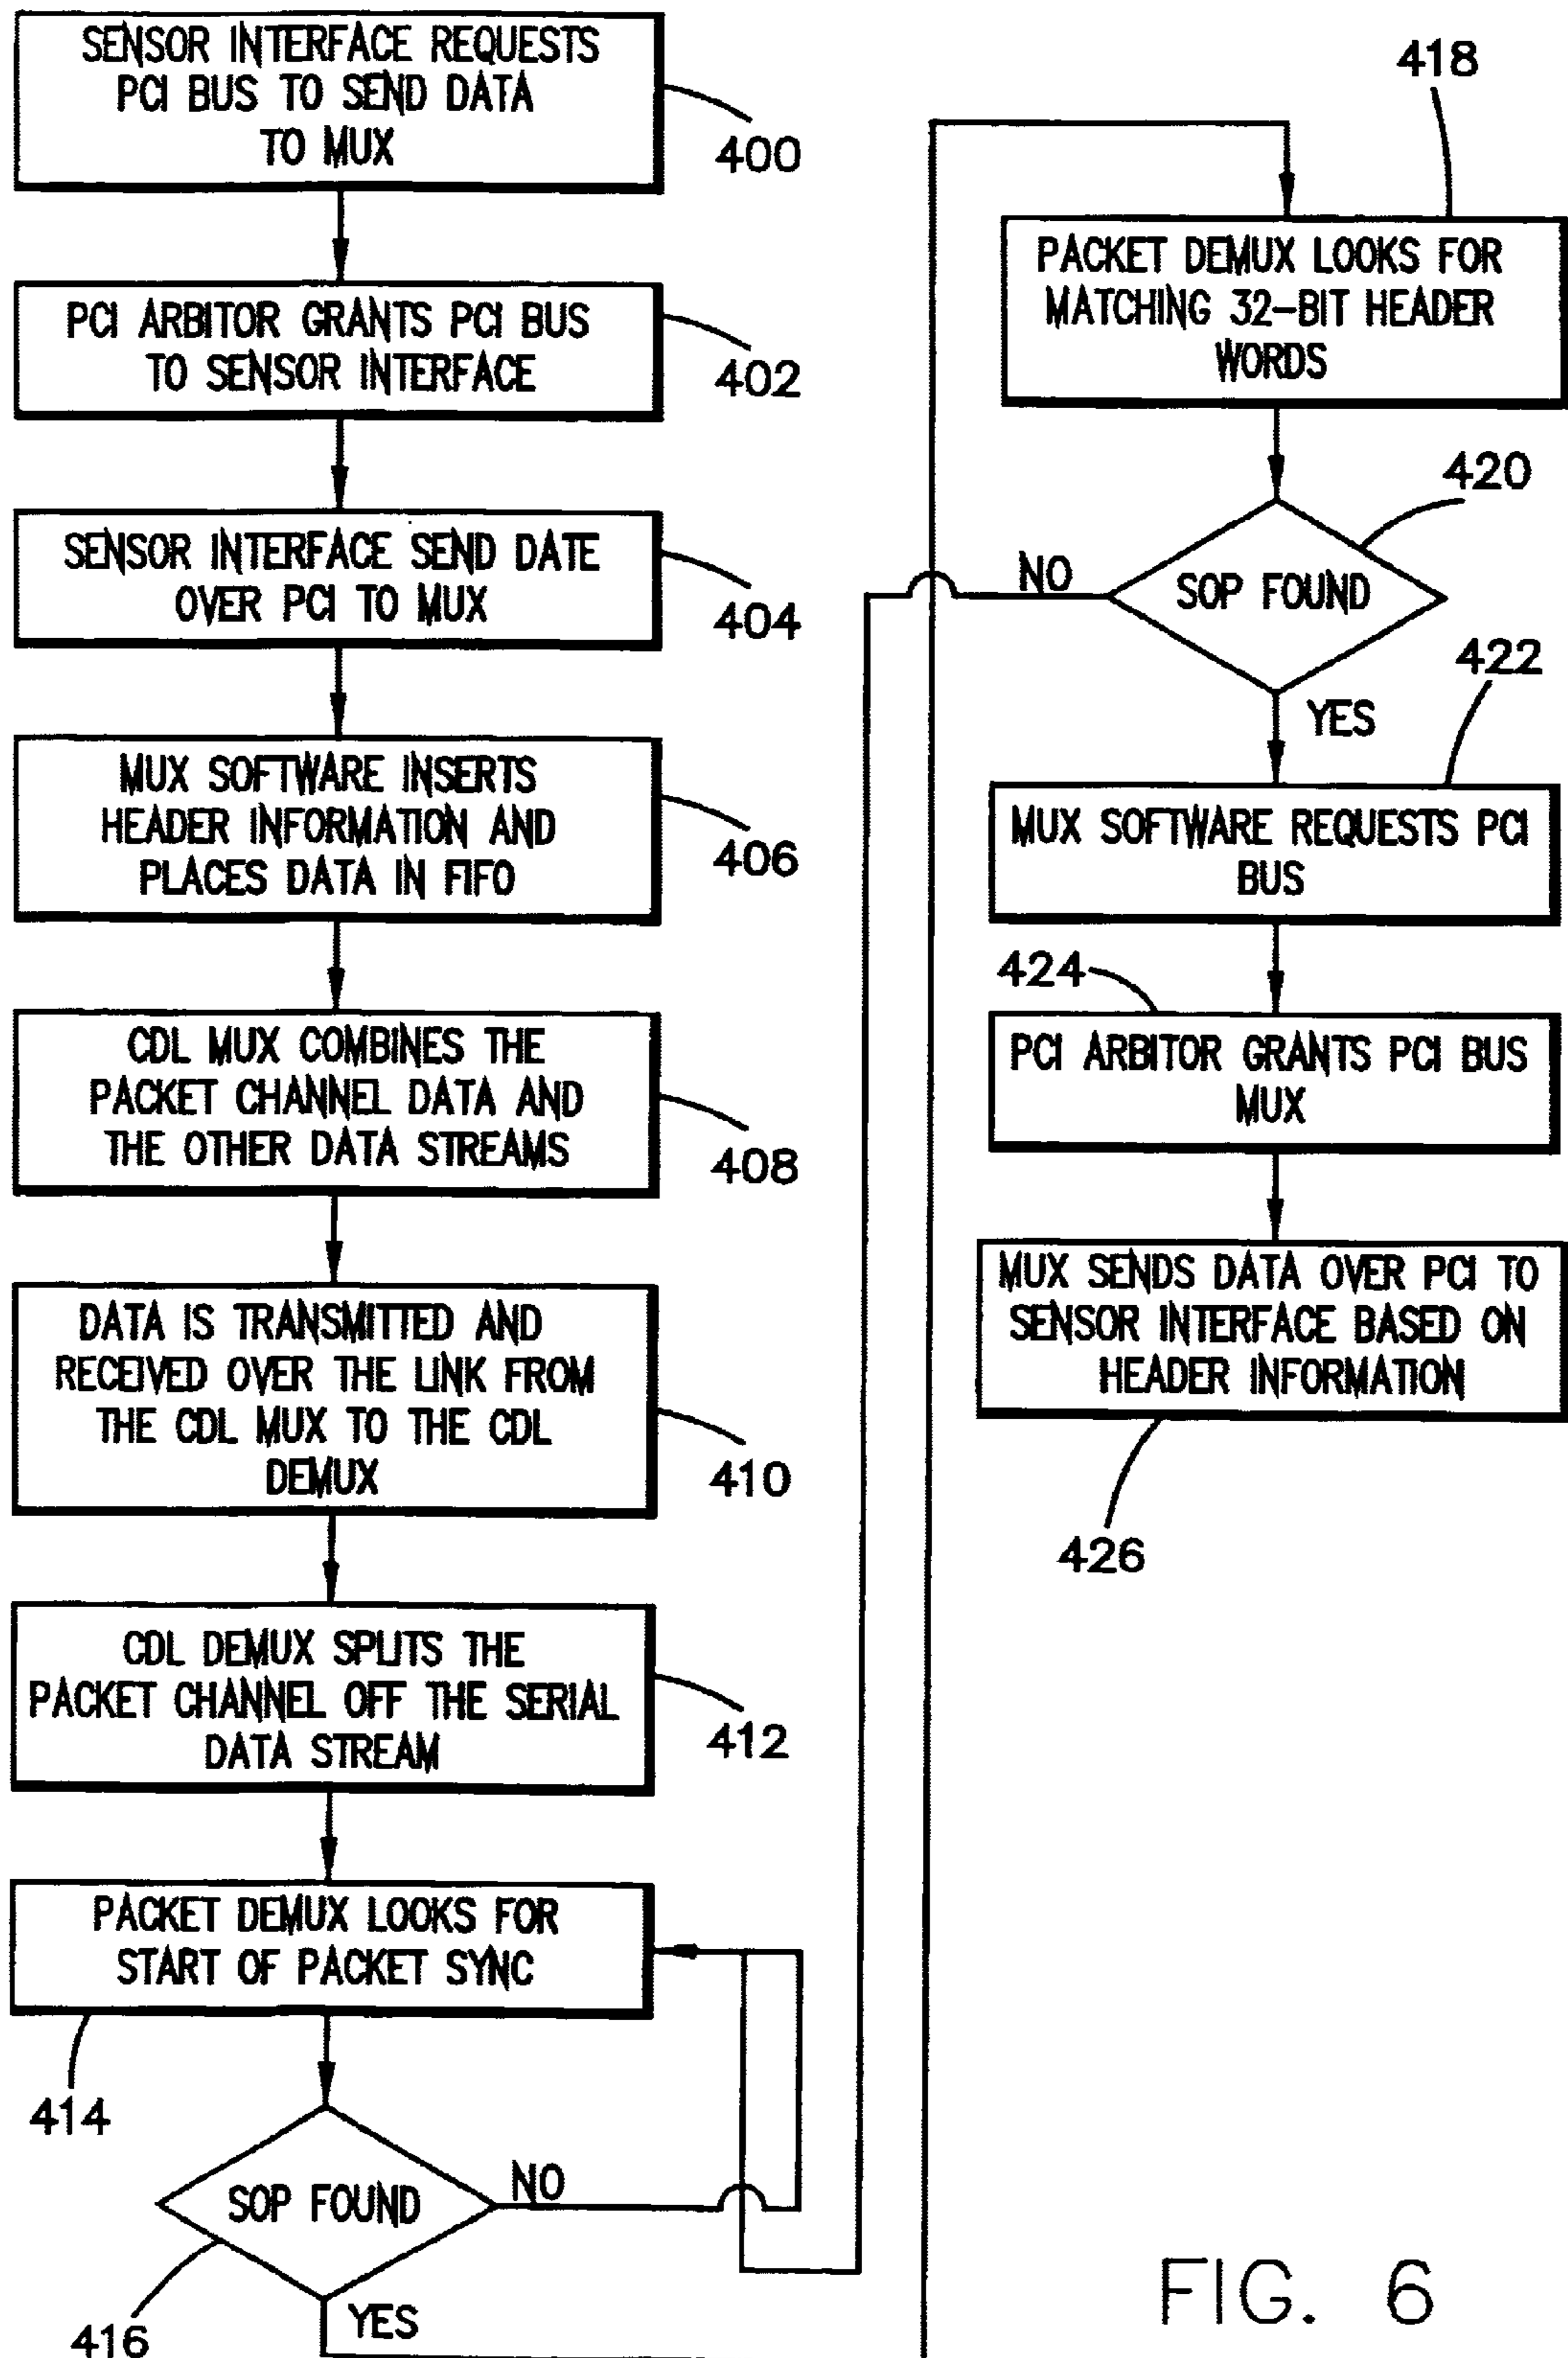 SENSOR INTERFACE REQUESTS
PCI BUS TO SEND DATA
TO MUX
400
PCI ARBITOR GRANTS PCI BUS
TO SENSOR INTERFACE
402
SENSOR INTERFACE SEND DATE
OVER PCI TO MUX
404
MUX SOFTWARE INSERTS
HEADER INFORMATION AND
PLACES DATA IN FIFO
406
CDL MUX COMBINES THE
PACKET CHANNEL DATA AND
THE OTHER DATA STREAMS
408
DATA IS TRANSMITTED AND
RECEIVED OVER THE LINK FROM
THE CDL MUX TO THE CDL
DEMUX
410
CDL DEMUX SPLITS THE
PACKET CHANNEL OFF THE SERIAL
DATA STREAM
412
PACKET DEMUX LOOKS FOR
START OF PACKET SYNC
414
SOP FOUND
NO
YES
416
418
PACKET DEMUX LOOKS FOR
MATCHING 32-BIT HEADER
WORDS
420
SOP FOUND
NO
YES
422
MUX SOFTWARE REQUESTS PCI
BUS
424
PCI ARBITOR GRANTS PCI BUS
MUX
MUX SENDS DATA OVER PCI TO
SENSOR INTERFACE BASED ON
HEADER INFORMATION
426
FIG. 6